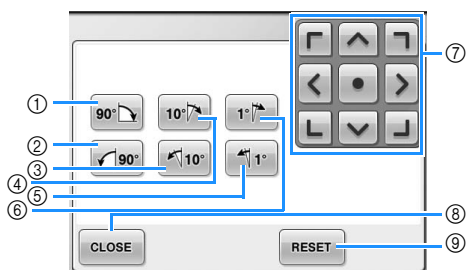 ⑦
① 90° 10° 1°
② 90° 10° 1°
③
④
⑤
⑥
⑧
CLOSE RESET ⑨